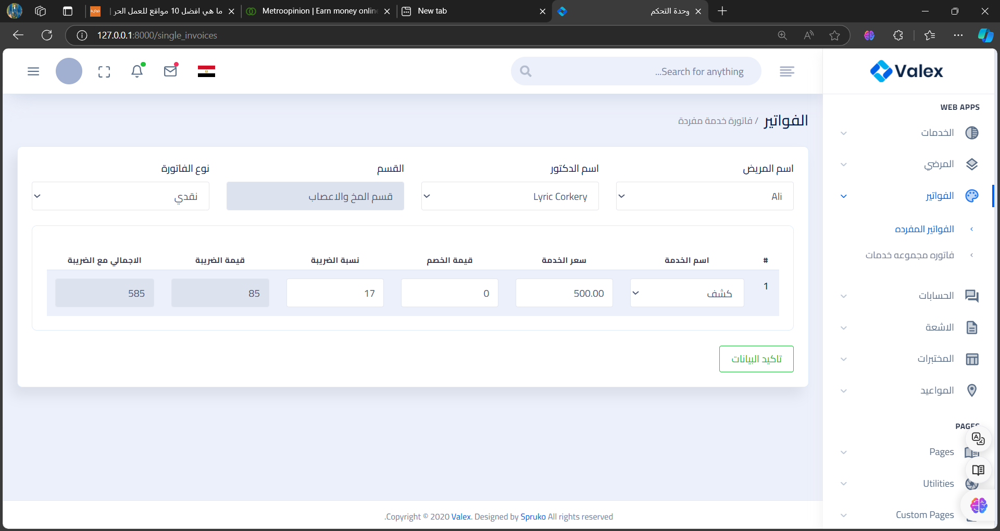 ما هي افضل 10 مواقع للعمل الحر |
Metroopinion | Earn money online
New tab
وحدة التحكم
127.0.0.1:8000/single_invoices
Search for anything...
Valex
WEB APPS
الخدمات
المرضي
الفواتير
الفواتير المفرده
فاتوره مجموعه خدمات
الحسابات
الاشعة
المختبرات
المواعيد
PAGES
Pages
Utilities
Custom Pages
الفواتير / فاتورة خدمة مفردة
اسم المريض اسم الدكتور القسم نوع الفاتورة
Ali Lyric Corkery قسم المخ والاعصاب نقدي
# اسم الخدمة سعر الخدمة قيمة الخصم نسبة الضريبة قيمة الضريبة الاجمالي مع الضريبة
1 كشف 500.00 0 17 85 585
تاكيد البيانات
.Copyright © 2020 Valex. Designed by Spruko All rights reserved